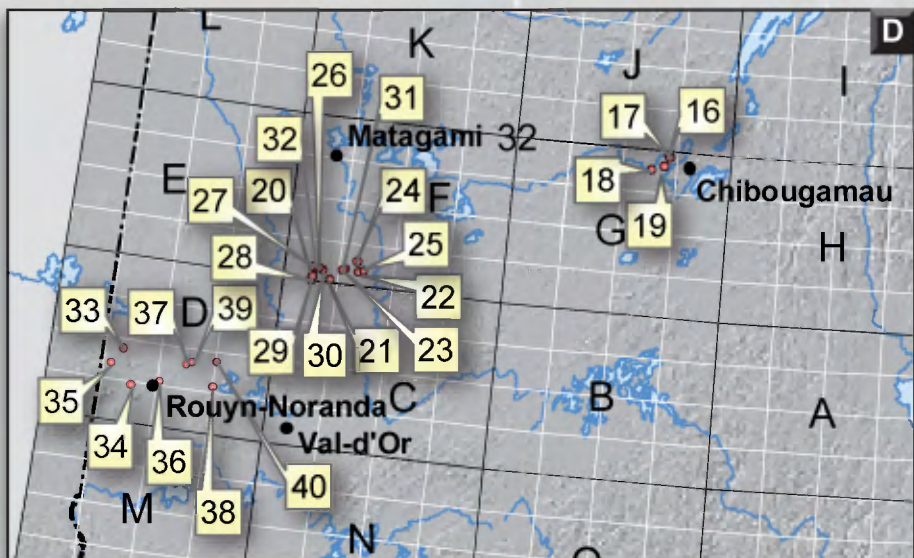 L
K
D
J
I
26
31
17
16
32
Matagami 32
E
27
20
24
F
18
Chibougamau
G
19
H
28
25
22
33
37
D
39
29
30
21
23
35
Rouyn-Noranda
C
B
A
34
36
Val-d'Or
40
M
38
N